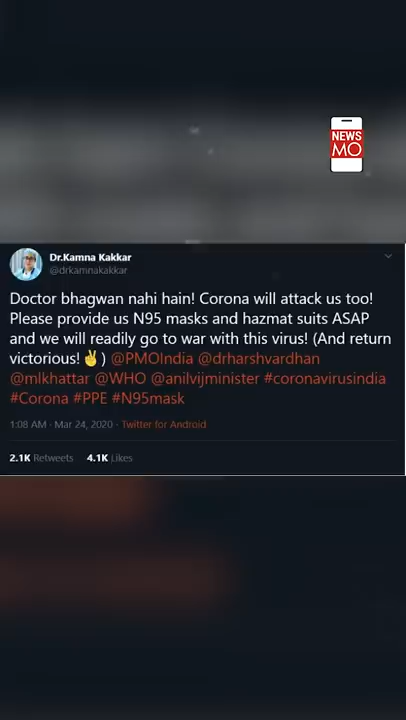 NEWS
MO
Dr.Kamna Kakkar
@drkamnakakkar
Doctor bhagwan nahi hain! Corona will attack us too!
Please provide us N95 masks and hazmat suits ASAP
and we will readily go to war with this virus! (And return
victorious!✌️) @PMOIndia @drharshvardhan
@mlkhattar @WHO @anilvijminister #coronavirusindia
#Corona #PPE #N95mask
1:08 AM · Mar 24, 2020 · Twitter for Android
2.1K Retweets 4.1K Likes